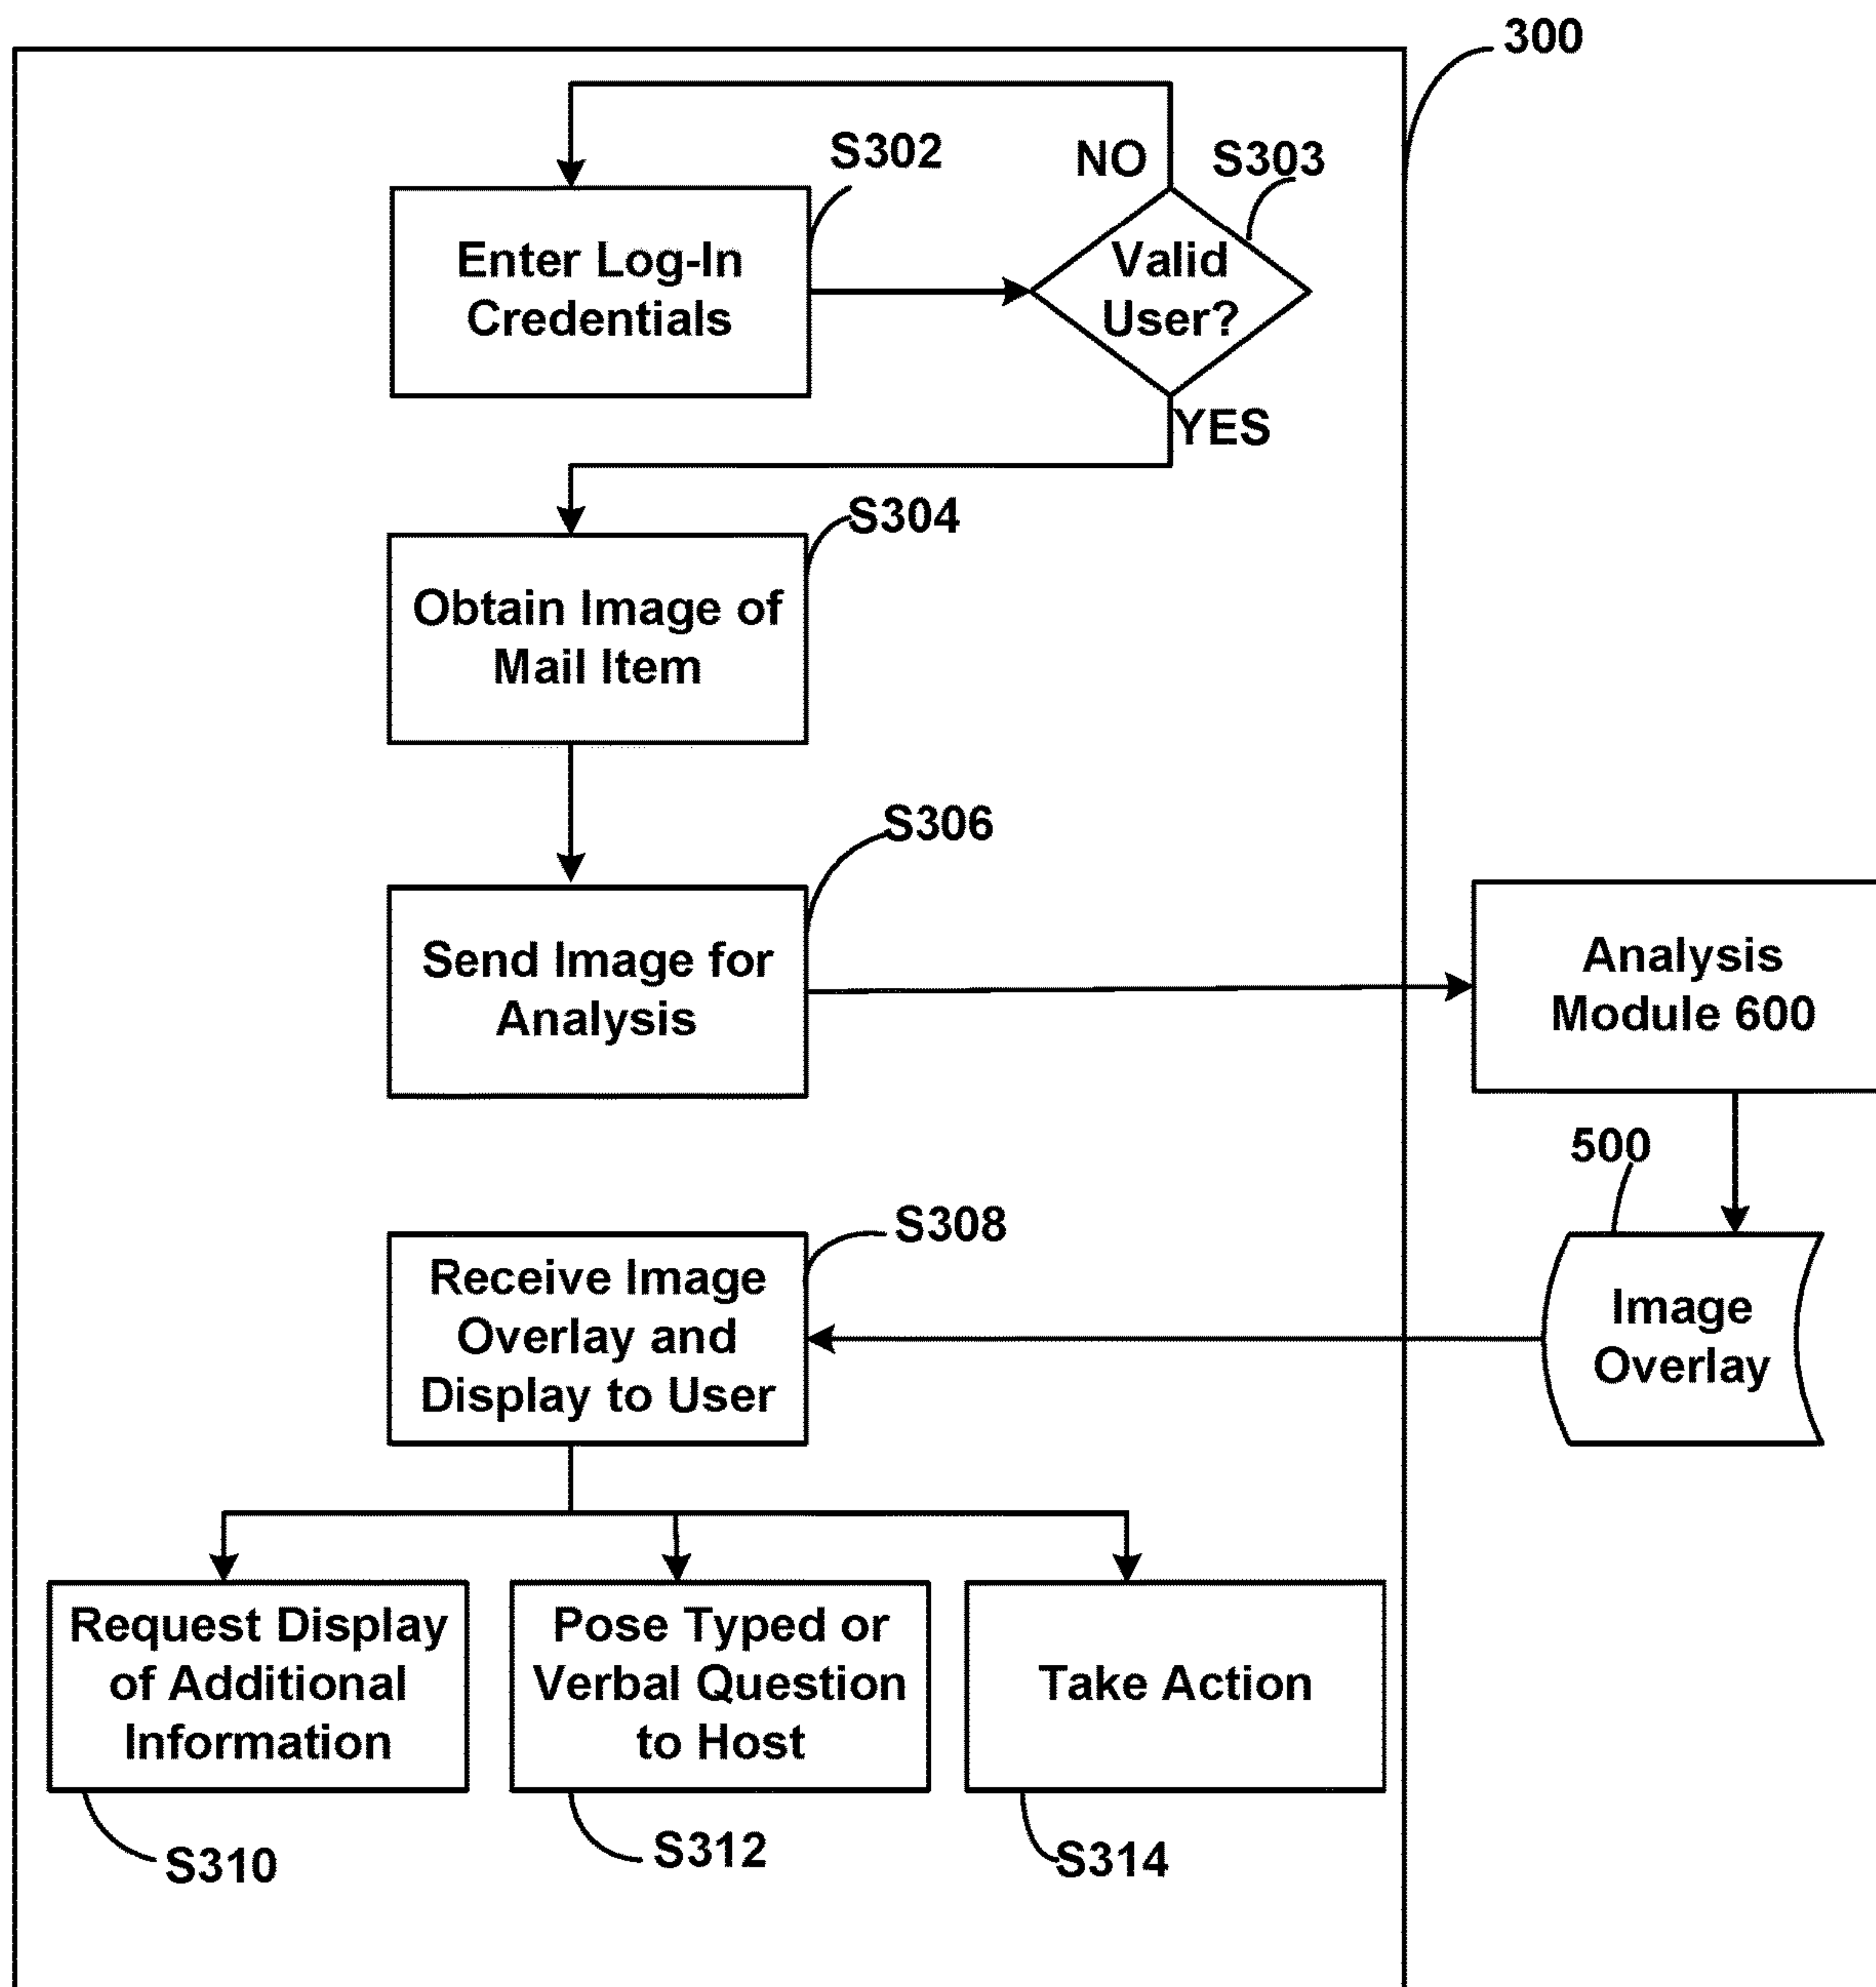 300
S302
NO
S303
Enter Log-In
Credentials
Valid
User?
YES
S304
Obtain Image of
Mail Item
S306
Send Image for
Analysis
Analysis
Module 600
500
S308
Receive Image
Overlay and
Display to User
Image
Overlay
Request Display
of Additional
Information
Pose Typed or
Verbal Question
to Host
Take Action
S310
S312
S314